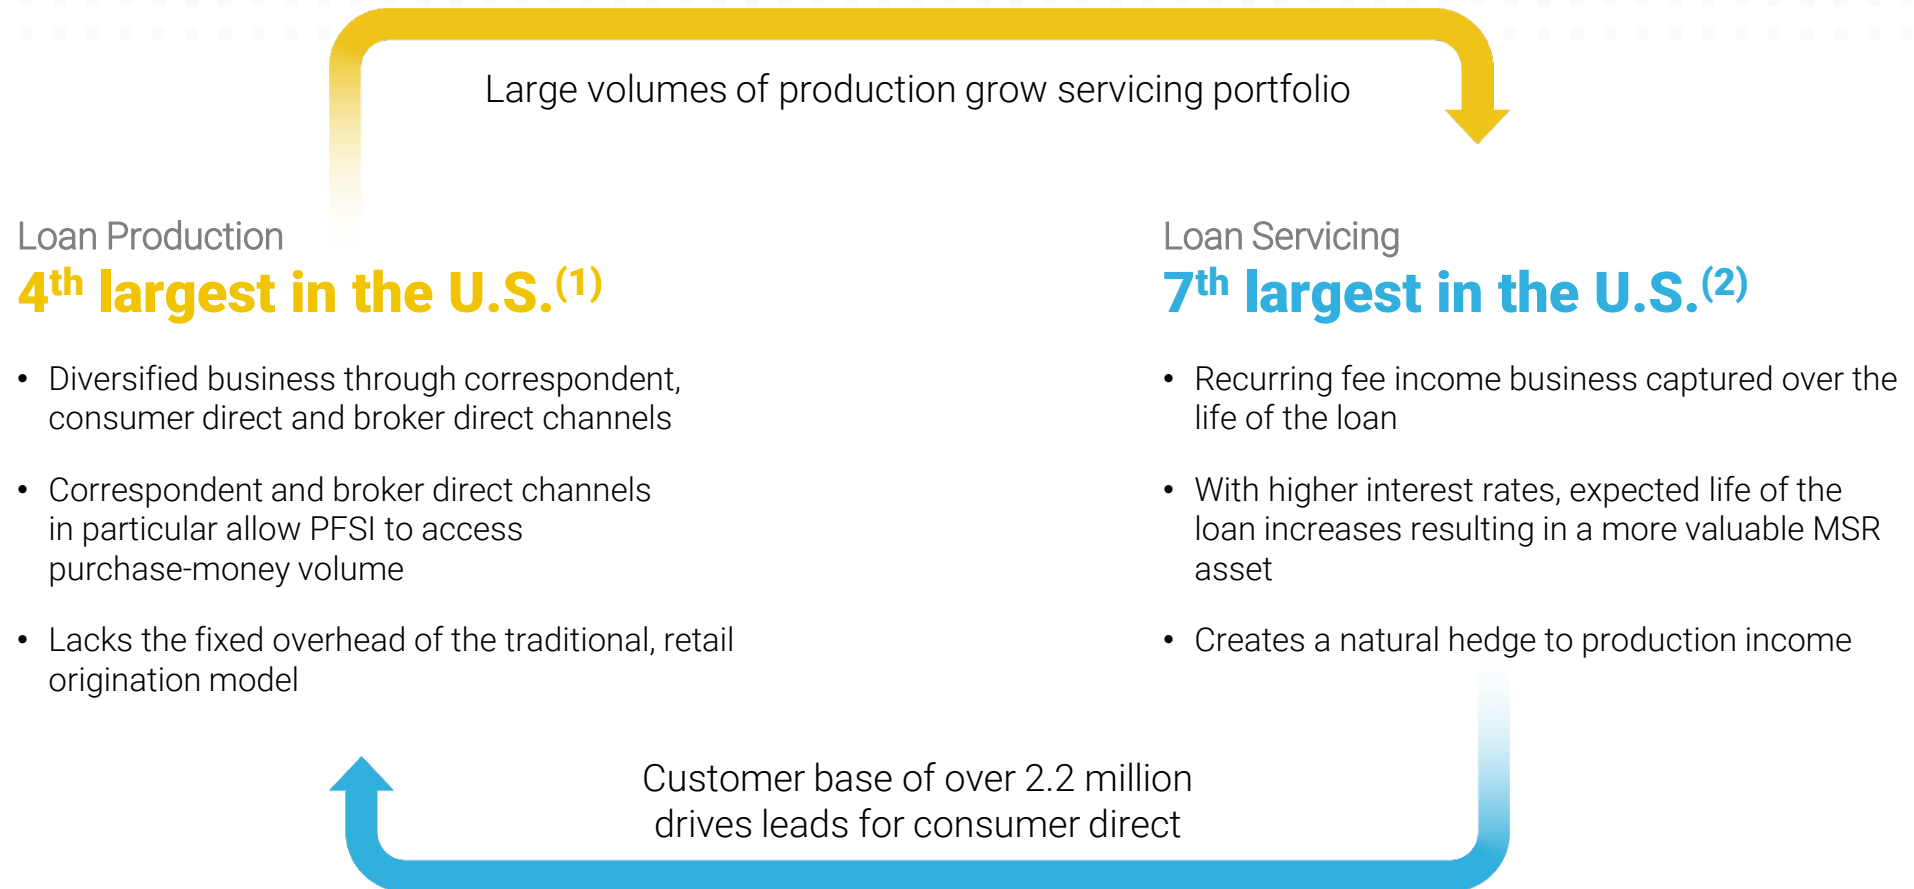 Large volumes of production grow servicing portfolio
Loan Production
4th largest in the U.S.(1)
• Diversified business through correspondent,
consumer direct and broker direct channels
• Correspondent and broker direct channels
in particular allow PFSI to access
purchase-money volume
• Lacks the fixed overhead of the traditional, retail
origination model
Loan Servicing
7th largest in the U.S.(2)
• Recurring fee income business captured over the
life of the loan
• With higher interest rates, expected life of the
loan increases resulting in a more valuable MSR
asset
• Creates a natural hedge to production income
Customer base of over 2.2 million
drives leads for consumer direct